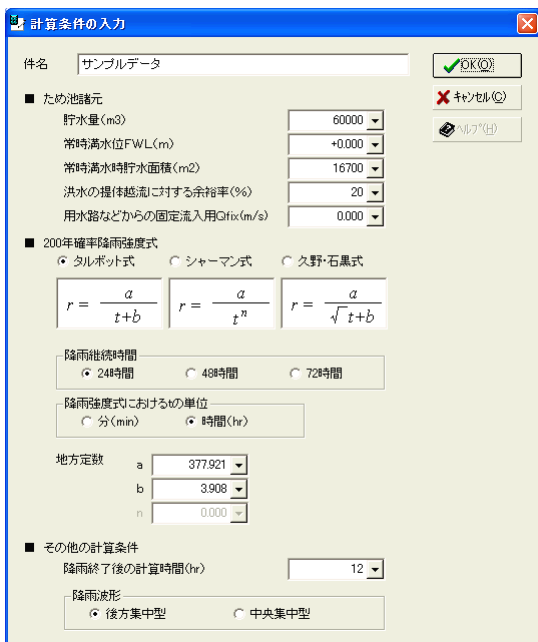 計算条件の入力
件名 サンプルデータ
OK(O)
キャンセル(C)
ヘルプ(H)
■ ため池諸元
貯水量(m3) 60000
常時満水位FWL(m) +0.000
常時満水時貯水面積(m2) 16700
洪水の提体越流に対する余裕率(%) 20
用水路などからの固定流入用Qfix(m/s) 0.000
■ 200年確率降雨強度式
タルボット式 シャーマン式 久野・石黒式
r = a / t+b r = a / t^n r = a / √t+b
降雨継続時間
24時間 48時間 72時間
降雨強度式におけるtの単位
分(min) 時間(hr)
地方定数 a 377.921
b 3.908
n 0.000
■ その他の計算条件
降雨終了後の計算時間(hr) 12
降雨波形
後方集中型 中央集中型